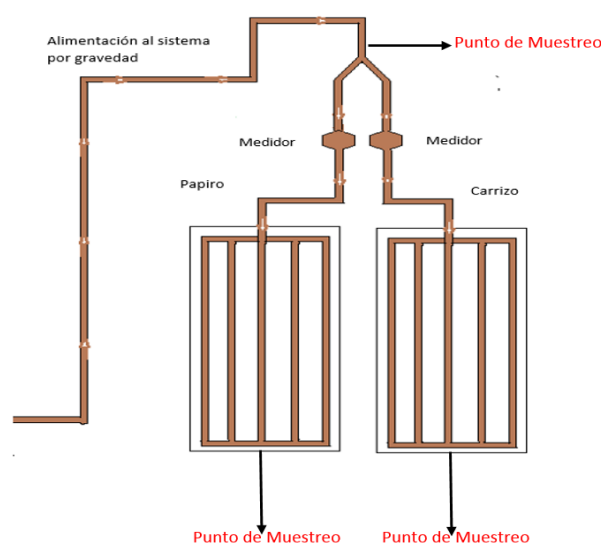 Alimentación al sistema
por gravedad
Punto de Muestreo
Medidor
Medidor
Papiro
Carrizo
Punto de Muestreo
Punto de Muestreo